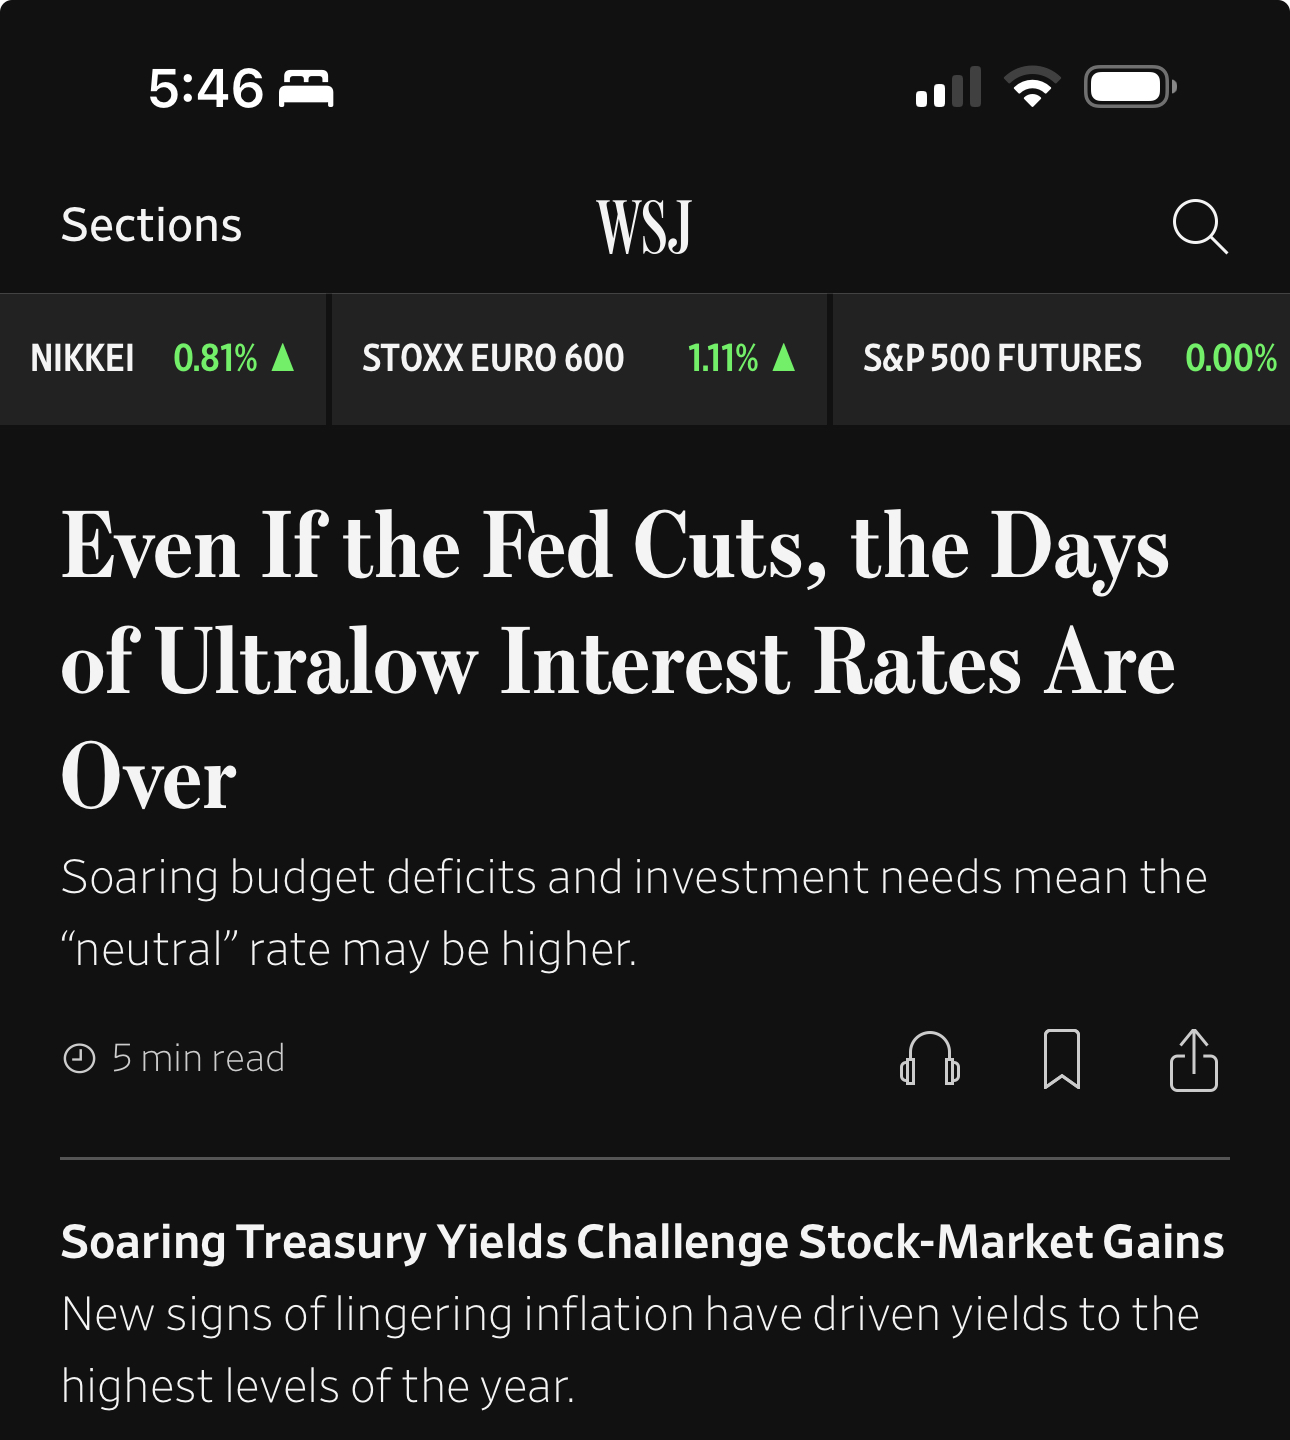 5:46
Sections
WSJ
NIKKEI 0.81% ▲
STOXX EURO 600 1.11% ▲
S&P 500 FUTURES 0.00%
Even If the Fed Cuts, the Days
of Ultralow Interest Rates Are
Over
Soaring budget deficits and investment needs mean the
“neutral” rate may be higher.
5 min read
Soaring Treasury Yields Challenge Stock-Market Gains
New signs of lingering inflation have driven yields to the
highest levels of the year.